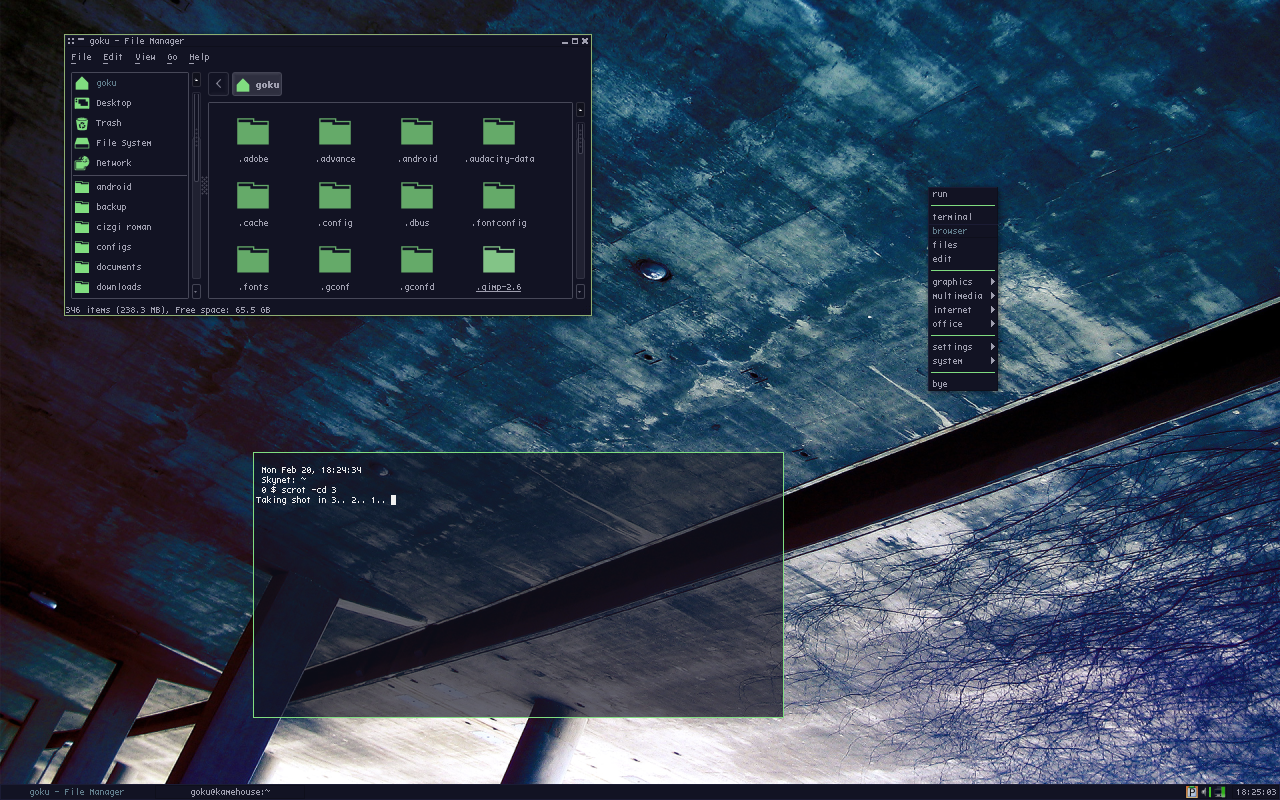 goku - File Manager
File Edit View Go Help
goku
Desktop
Trash
File System
Network
android
backup
cizgi roman
configs
documents
downloads
goku
.adobe .advance .android .audacity-data
.cache .config .dbus .fontconfig
.fonts .gconf .gconfd .gimp-2.6
346 items (238.3 MB), Free space: 65.5 GB
run
terminal
browser
files
edit
graphics
multimedia
internet
office
settings
system
bye
Mon Feb 20, 18:24:34
Skynet: ~
0 $ scrot -cd 3
Taking shot in 3.. 2.. 1..
goku - File Manager goku@kamehouse:~ P 18:25:03